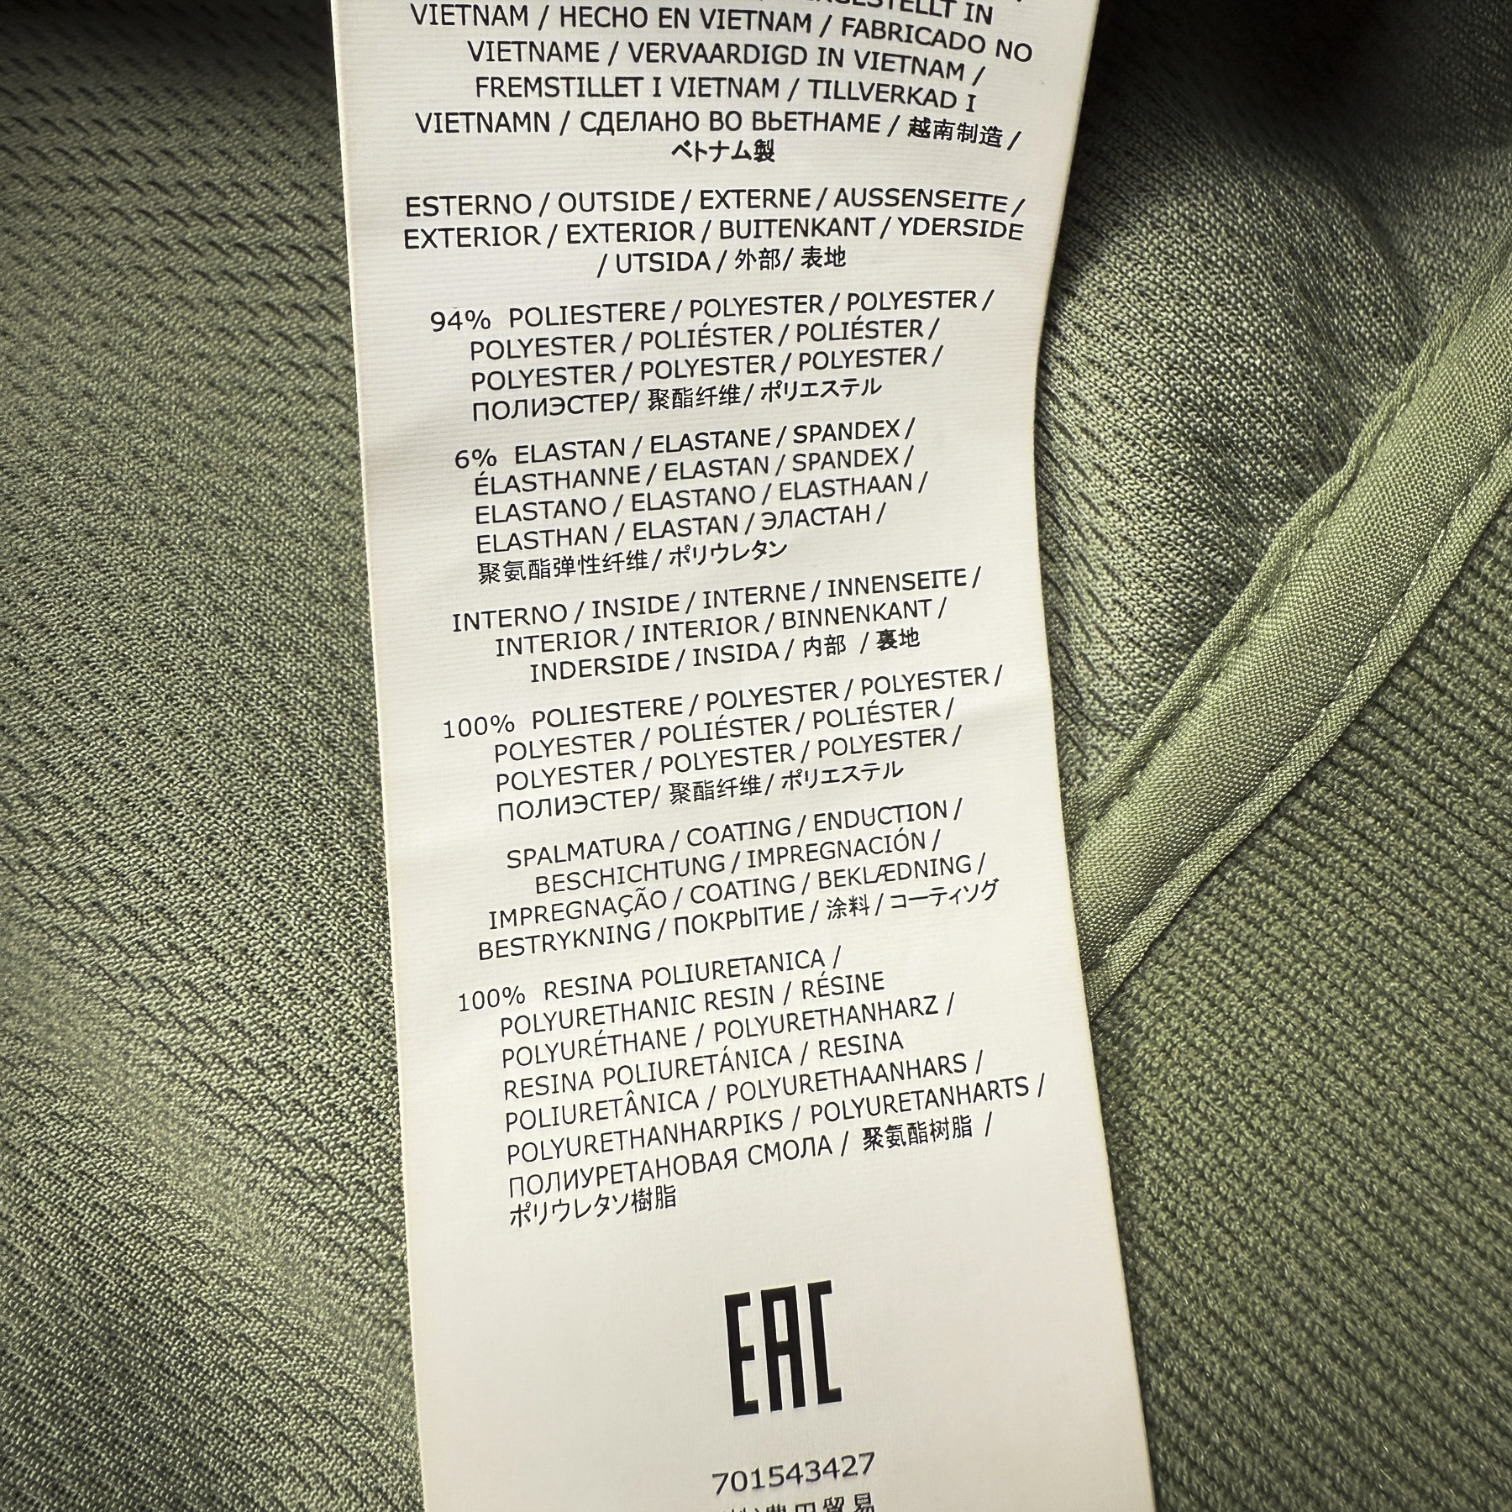 GESTELLT IN
VIETNAM / HECHO EN VIETNAM / FABRICADO NO
VIETNAME / VERVAARDIGD IN VIETNAM /
FREMSTILLET I VIETNAM / TILLVERKAD I
VIETNAMN / СДЕЛАНО ВО ВЬЕТНАМЕ / 越南制造 /
ベトナム製
ESTERNO / OUTSIDE / EXTERNE / AUSSENSEITE /
EXTERIOR / EXTERIOR / BUITENKANT / YDERSIDE
/ UTSIDA / 外部/ 表地
94% POLIESTERE / POLYESTER / POLYESTER /
POLYESTER / POLIÉSTER / POLIÉSTER /
POLYESTER / POLYESTER / POLYESTER /
ПОЛИЭСТЕР/ 聚酯纤维/ ポリエステル
6% ELASTAN / ELASTANE / SPANDEX /
ÉLASTHANNE / ELASTAN / SPANDEX /
ELASTANO / ELASTANO / ELASTHAAN /
ELASTHAN / ELASTAN / ЭЛАСТАН /
聚氨酯弹性纤维/ ポリウレタン
INTERNO / INSIDE / INTERNE / INNENSEITE /
INTERIOR / INTERIOR / BINNENKANT /
INDERSIDE / INSIDA / 内部 / 裏地
100% POLIESTERE / POLYESTER / POLYESTER /
POLYESTER / POLIÉSTER / POLIÉSTER /
POLYESTER / POLYESTER / POLYESTER /
ПОЛИЭСТЕР/ 聚酯纤维/ ポリエステル
SPALMATURA / COATING / ENDUCTION /
BESCHICHTUNG / IMPREGNACIÓN /
IMPREGNAÇÃO / COATING / BEKLÆDNING /
BESTRYKNING / ПОКРЫТИЕ / 涂料 / コーティソグ
100% RESINA POLIURETANICA /
POLYURETHANIC RESIN / RÉSINE
POLYURÉTHANE / POLYURETHANHARZ /
RESINA POLIURETÁNICA / RESINA
POLIURETÂNICA / POLYURETHAANHARS /
POLYURETHANHARPIKS / POLYURETANHARTS /
ПОЛИУРЕТАНОВАЯ СМОЛА / 聚氨酯树脂 /
ポリウレタソ樹脂
EAC
701543427